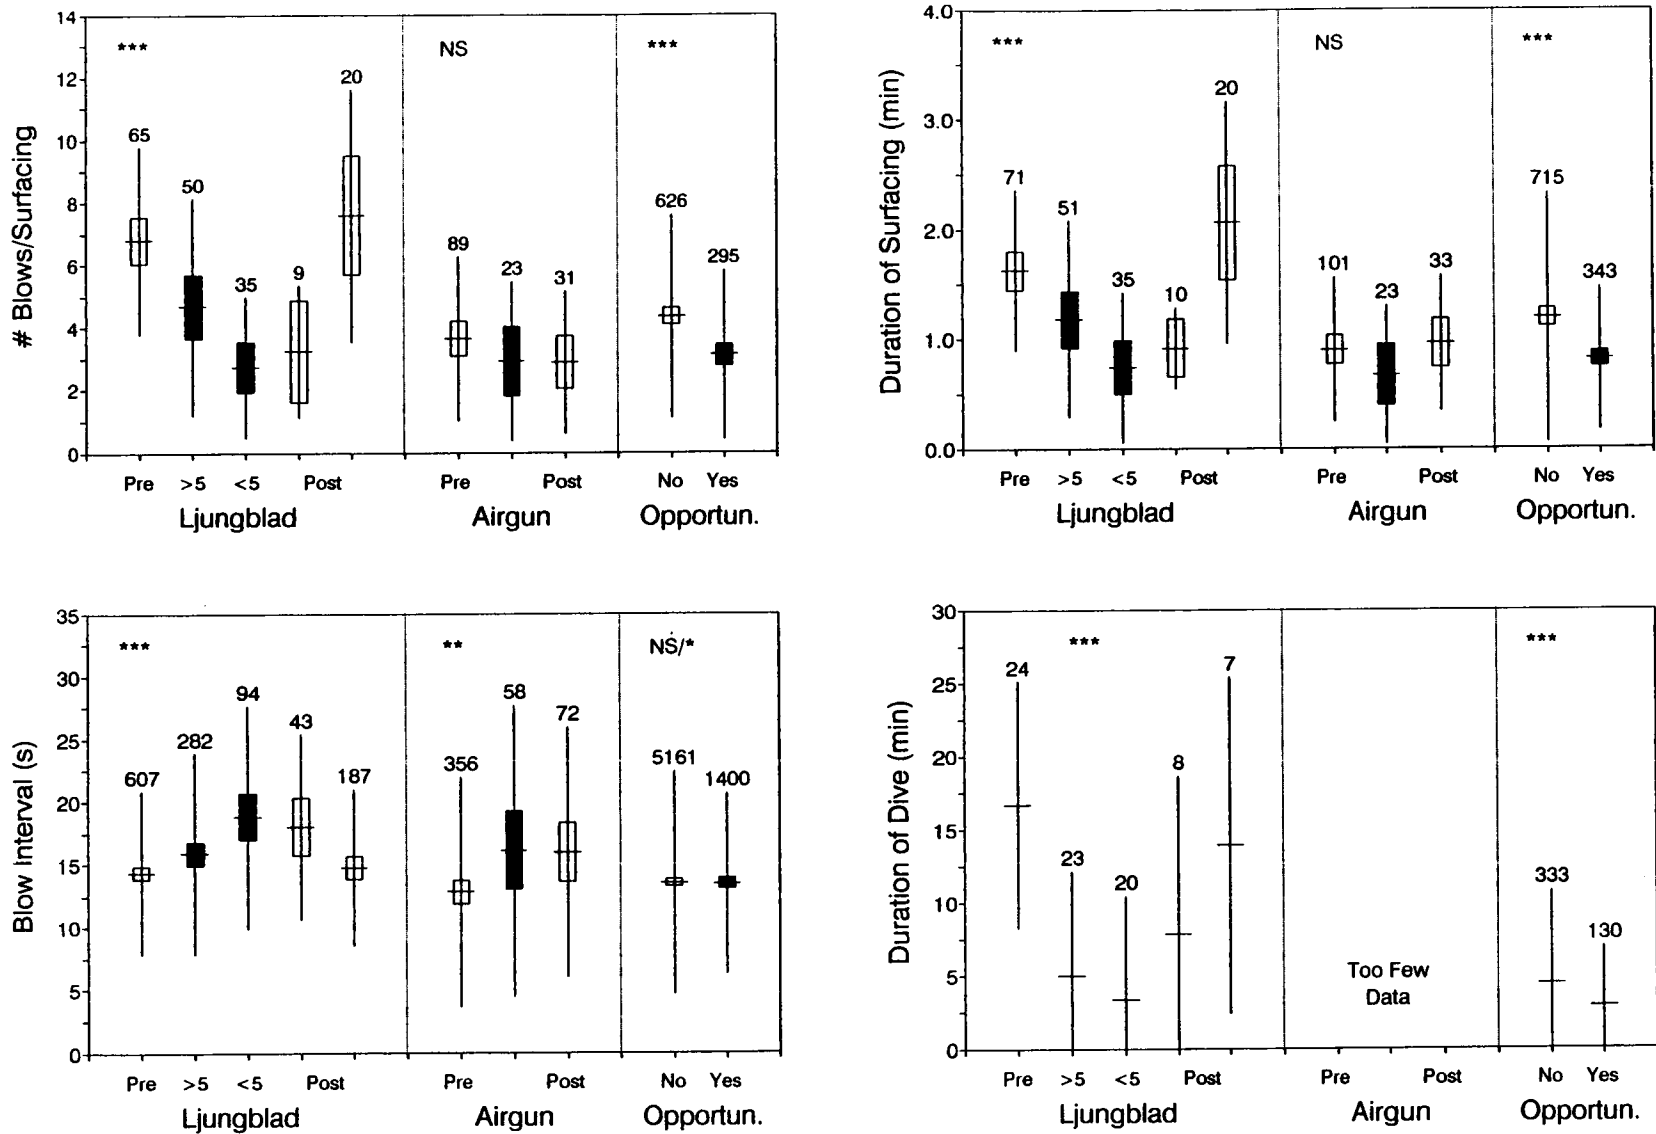 # Blows/Surfacing
14
12
10
8
6
4
2
0
*** NS ***
65 50 35 9 20 89 23 31 626 295
Pre >5 <5 Post Pre Post No Yes
Ljungblad Airgun Opportun.
Duration of Surfacing (min)
4.0
3.0
2.0
1.0
0.0
*** NS ***
71 51 35 10 20 101 23 33 715 343
Pre >5 <5 Post Pre Post No Yes
Ljungblad Airgun Opportun.
Blow Interval (s)
35
30
25
20
15
10
5
0
*** ** NS/*
607 282 94 43 187 356 58 72 5161 1400
Pre >5 <5 Post Pre Post No Yes
Ljungblad Airgun Opportun.
Duration of Dive (min)
30
25
20
15
10
5
0
*** ***
24 23 20 8 7 333 130
Too Few
Data
Pre >5 <5 Post Pre Post No Yes
Ljungblad Airgun Opportun.